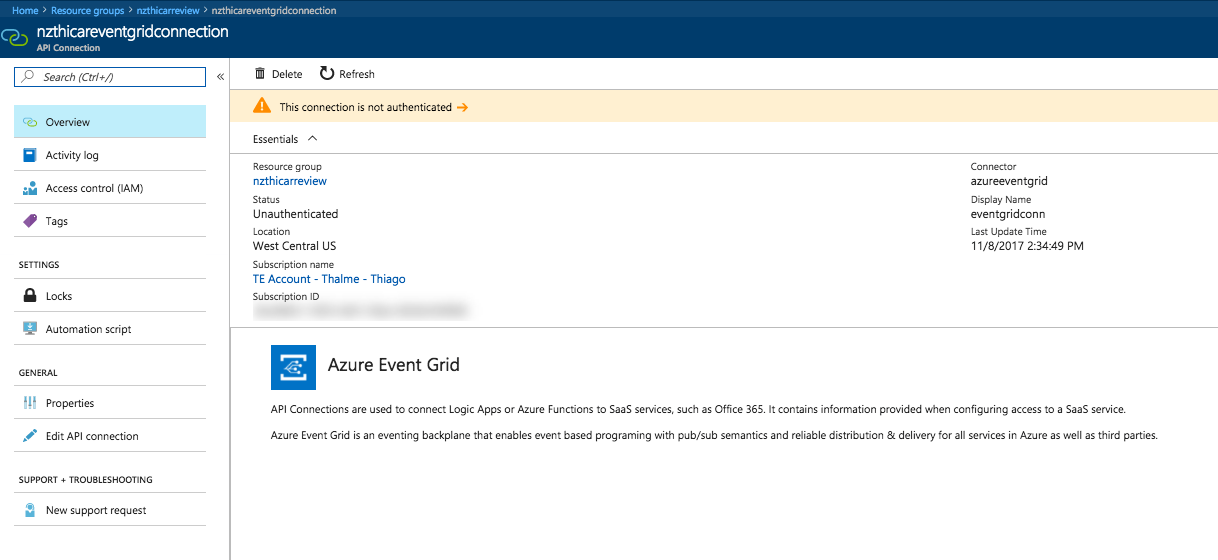 Home > Resource groups > nzthicarreview > nzthicareventgridconnection
nzthicareventgridconnection
API Connection
Search (Ctrl+/)
«
Delete Refresh
This connection is not authenticated →
Overview
Activity log
Access control (IAM)
Tags
SETTINGS
Locks
Automation script
GENERAL
Properties
Edit API connection
SUPPORT + TROUBLESHOOTING
New support request
Essentials
Resource group
nzthicarreview
Status
Unauthenticated
Location
West Central US
Subscription name
TE Account - Thalme - Thiago
Subscription ID
Connector
azureeventgrid
Display Name
eventgridconn
Last Update Time
11/8/2017 2:34:49 PM
Azure Event Grid
API Connections are used to connect Logic Apps or Azure Functions to SaaS services, such as Office 365. It contains information provided when configuring access to a SaaS service.
Azure Event Grid is an eventing backplane that enables event based programing with pub/sub semantics and reliable distribution & delivery for all services in Azure as well as third parties.